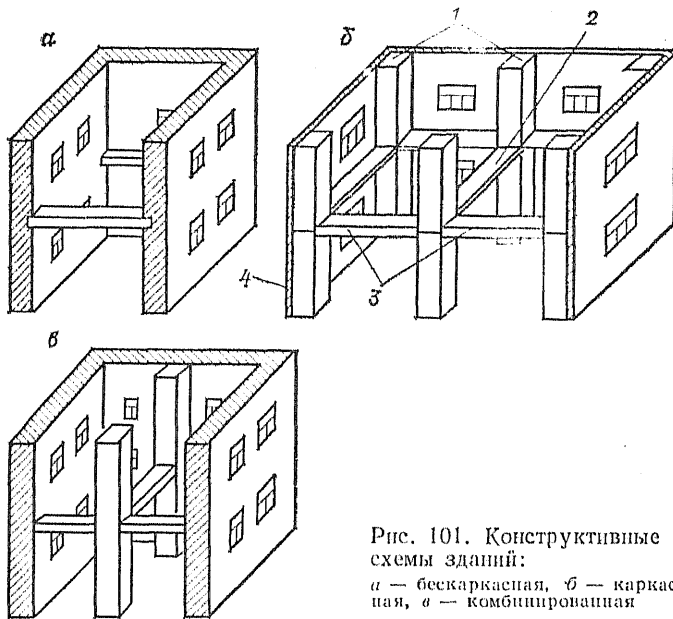 а
б
1
2
3
4
в
Рис. 101. Конструктивные
схемы зданий:
а — бескаркасная, б — каркас-
ная, в — комбинированная